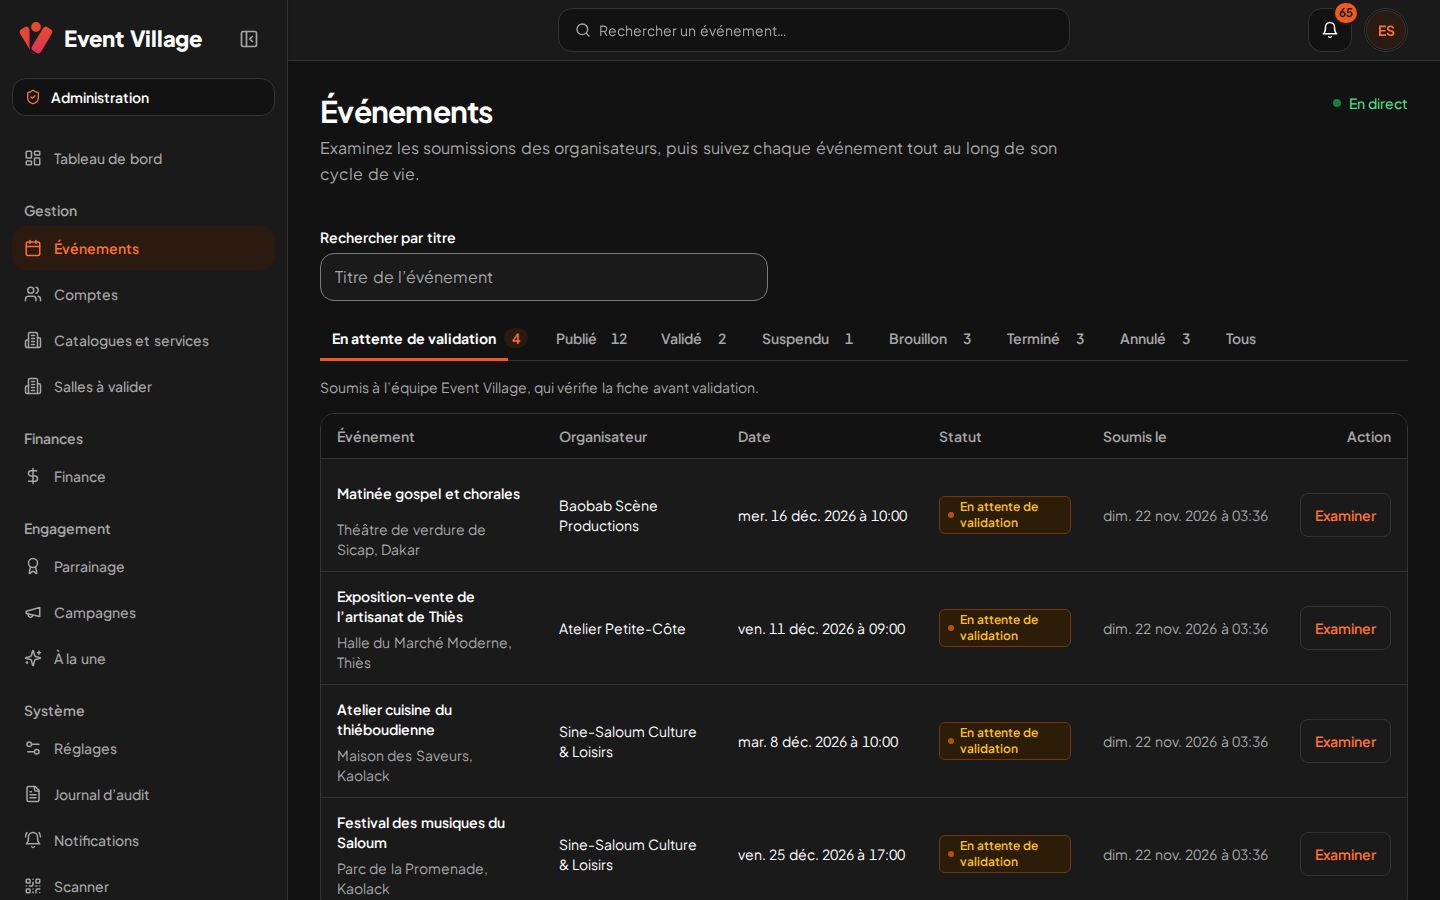 Event Village
Rechercher un événement…
65
ES
Administration
Tableau de bord
Gestion
Événements
Comptes
Catalogues et services
Salles à valider
Finances
Finance
Engagement
Parrainage
Campagnes
À la une
Système
Réglages
Journal d’audit
Notifications
Scanner
Événements
En direct
Examinez les soumissions des organisateurs, puis suivez chaque événement tout au long de son
cycle de vie.
Rechercher par titre
Titre de l’événement
En attente de validation 4 Publié 12 Validé 2 Suspendu 1 Brouillon 3 Terminé 3 Annulé 3 Tous
Soumis à l’équipe Event Village, qui vérifie la fiche avant validation.
Événement Organisateur Date Statut Soumis le Action
Matinée gospel et chorales
Théâtre de verdure de
Sicap, Dakar
Baobab Scène
Productions
mer. 16 déc. 2026 à 10:00
En attente de
validation
dim. 22 nov. 2026 à 03:36
Examiner
Exposition-vente de
l’artisanat de Thiès
Halle du Marché Moderne,
Thiès
Atelier Petite-Côte
ven. 11 déc. 2026 à 09:00
En attente de
validation
dim. 22 nov. 2026 à 03:36
Examiner
Atelier cuisine du
thiéboudienne
Maison des Saveurs,
Kaolack
Sine-Saloum Culture
& Loisirs
mar. 8 déc. 2026 à 10:00
En attente de
validation
dim. 22 nov. 2026 à 03:36
Examiner
Festival des musiques du
Saloum
Parc de la Promenade,
Kaolack
Sine-Saloum Culture
& Loisirs
ven. 25 déc. 2026 à 17:00
En attente de
validation
dim. 22 nov. 2026 à 03:36
Examiner